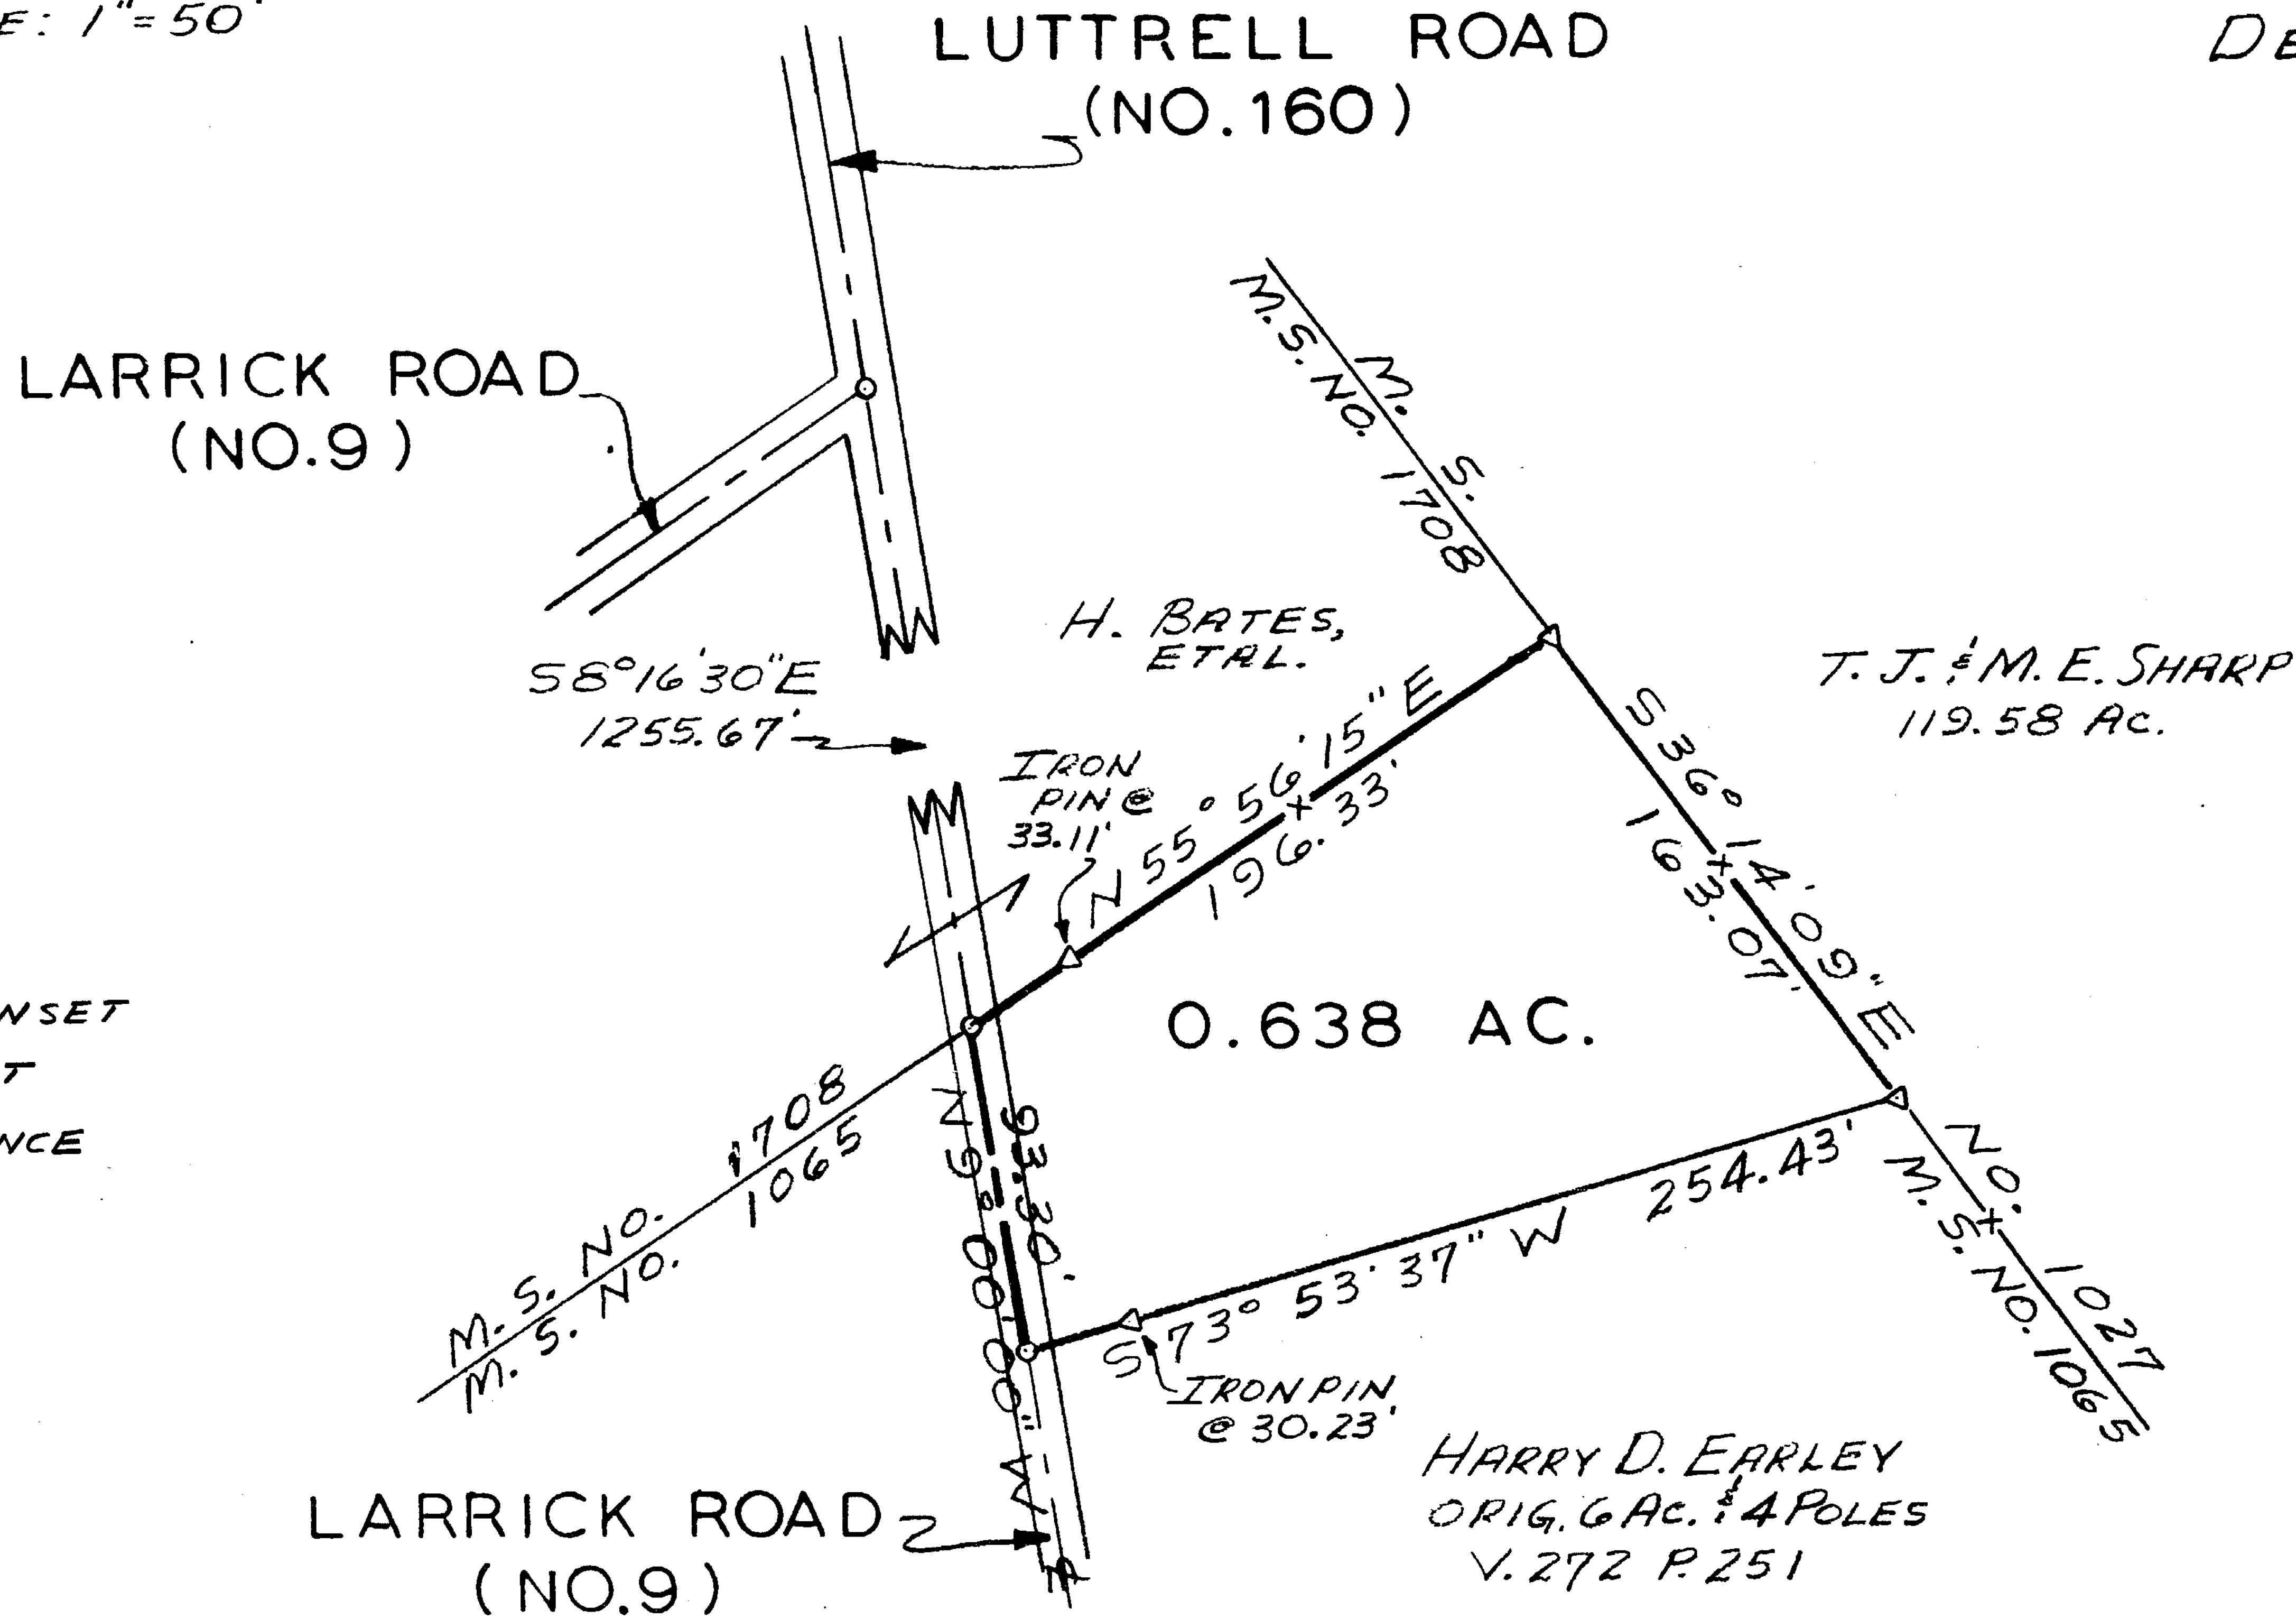 E: 1"=50'
LUTTRELL ROAD
(NO.160)
DE
LARRICK ROAD
(NO.9)
M. S. NO. 1708
M. S. NO. 1027
H. BATES,
ETAL.
S8°16'30"E
1255.67'
T. J. & M. E. SHARP
119.58 AC.
IRON
PIN @
33.11'
N 55° 56' 15" E
196.33'
S 36° 14' 09" E
163.07'
0.638 AC.
NSET
T
NCE
M. S. NO. 1708
M. S. NO. 1065
N 9° 00' 00" W
93.30'
254.43'
S 73° 53' 37" W
M. S. NO. 1065
IRON PIN
@ 30.23'
HARRY D. EARLEY
ORIG. 6 AC. & 4 POLES
V. 272 P. 251
LARRICK ROAD
(NO.9)